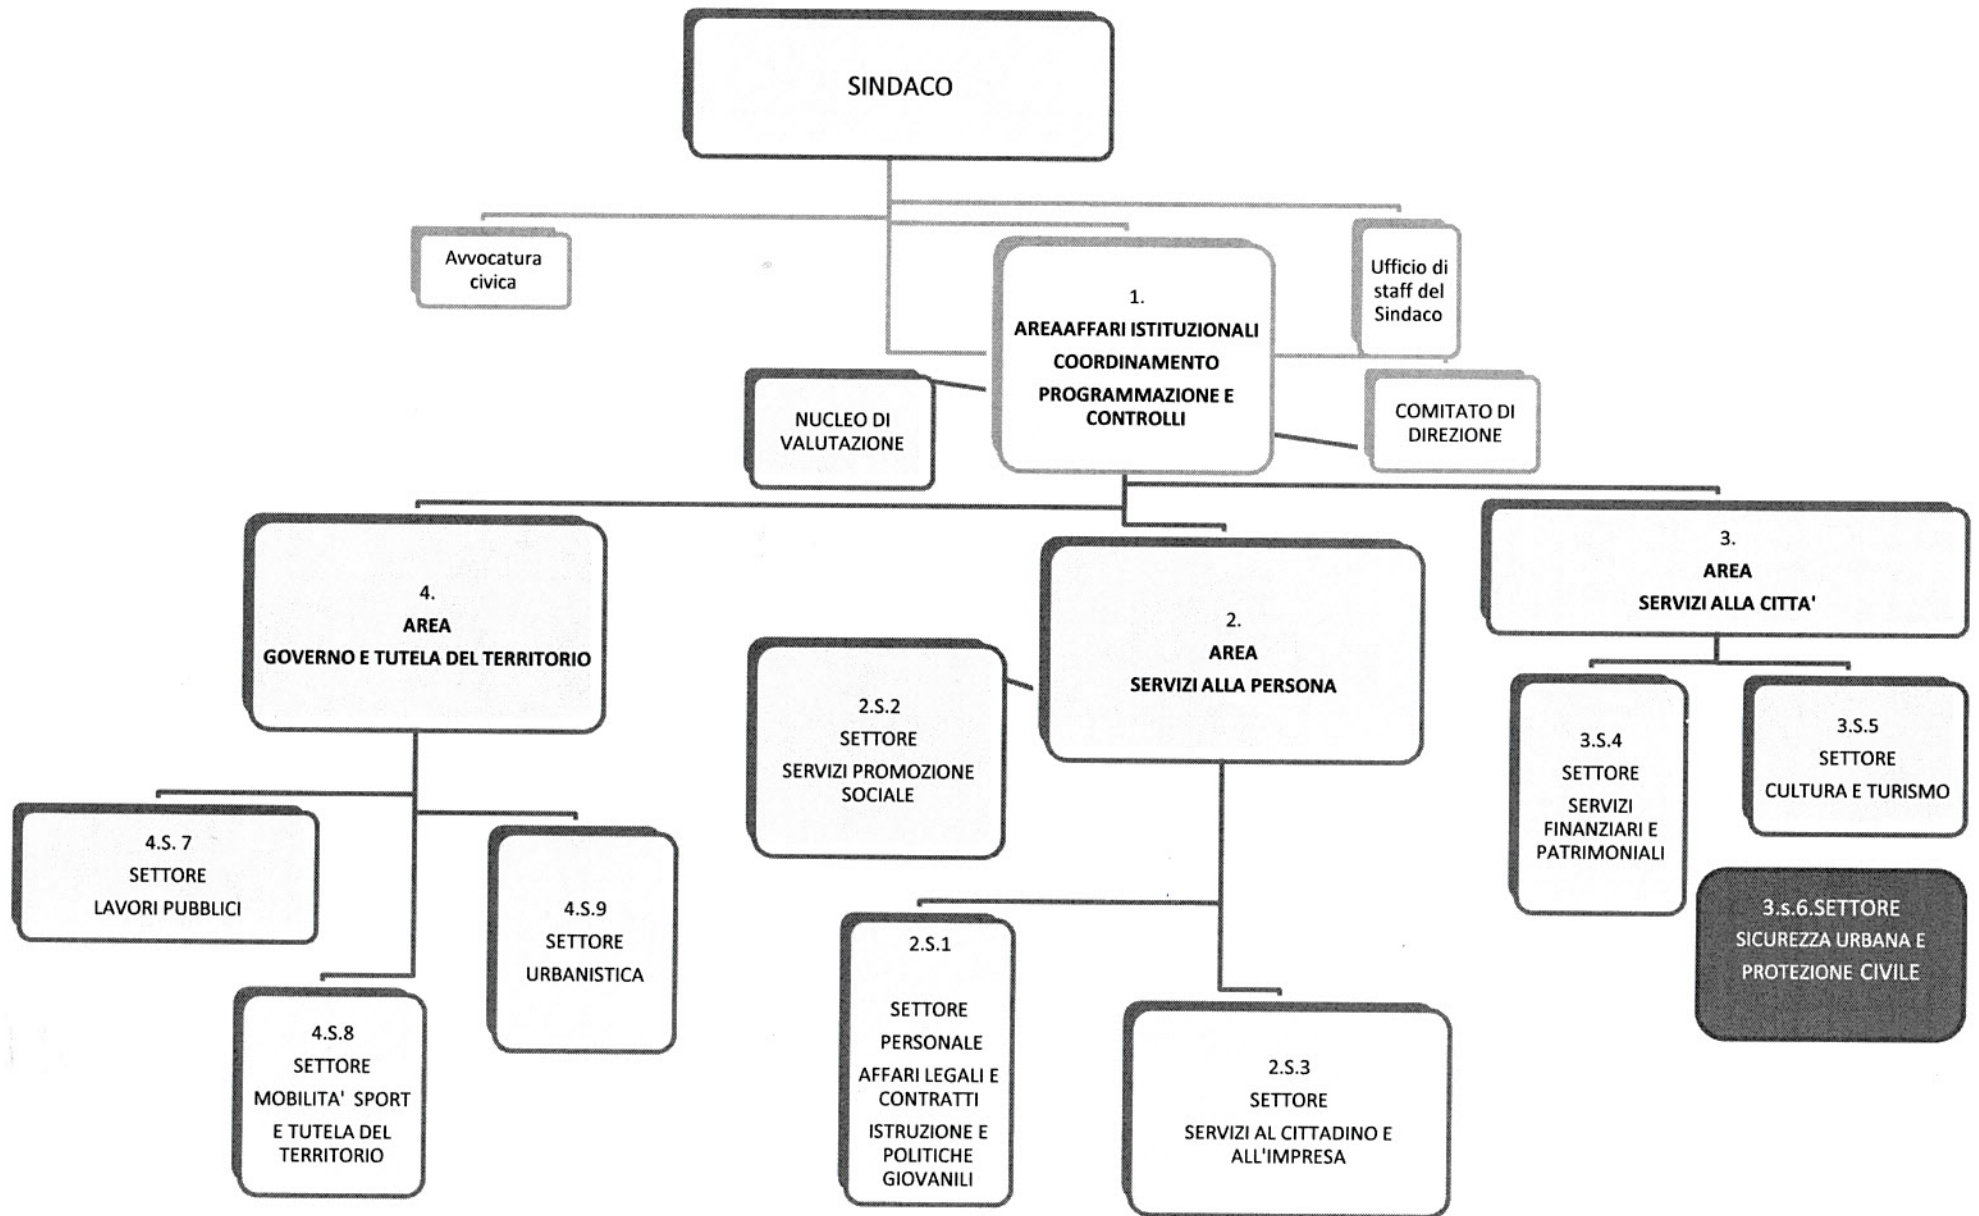 SINDACO
Avvocatura
civica
1.
AREAAFFARI ISTITUZIONALI
COORDINAMENTO
PROGRAMMAZIONE E
CONTROLLI
Ufficio di
staff del
Sindaco
NUCLEO DI
VALUTAZIONE
COMITATO DI
DIREZIONE
4.
AREA
GOVERNO E TUTELA DEL TERRITORIO
2.
AREA
SERVIZI ALLA PERSONA
3.
AREA
SERVIZI ALLA CITTA'
2.S.2
SETTORE
SERVIZI PROMOZIONE
SOCIALE
3.S.4
SETTORE
SERVIZI
FINANZIARI E
PATRIMONIALI
3.S.5
SETTORE
CULTURA E TURISMO
4.S. 7
SETTORE
LAVORI PUBBLICI
4.S.9
SETTORE
URBANISTICA
3.s.6.SETTORE
SICUREZZA URBANA E
PROTEZIONE CIVILE
4.S.8
SETTORE
MOBILITA' SPORT
E TUTELA DEL
TERRITORIO
2.S.1
SETTORE
PERSONALE
AFFARI LEGALI E
CONTRATTI
ISTRUZIONE E
POLITICHE
GIOVANILI
2.S.3
SETTORE
SERVIZI AL CITTADINO E
ALL'IMPRESA